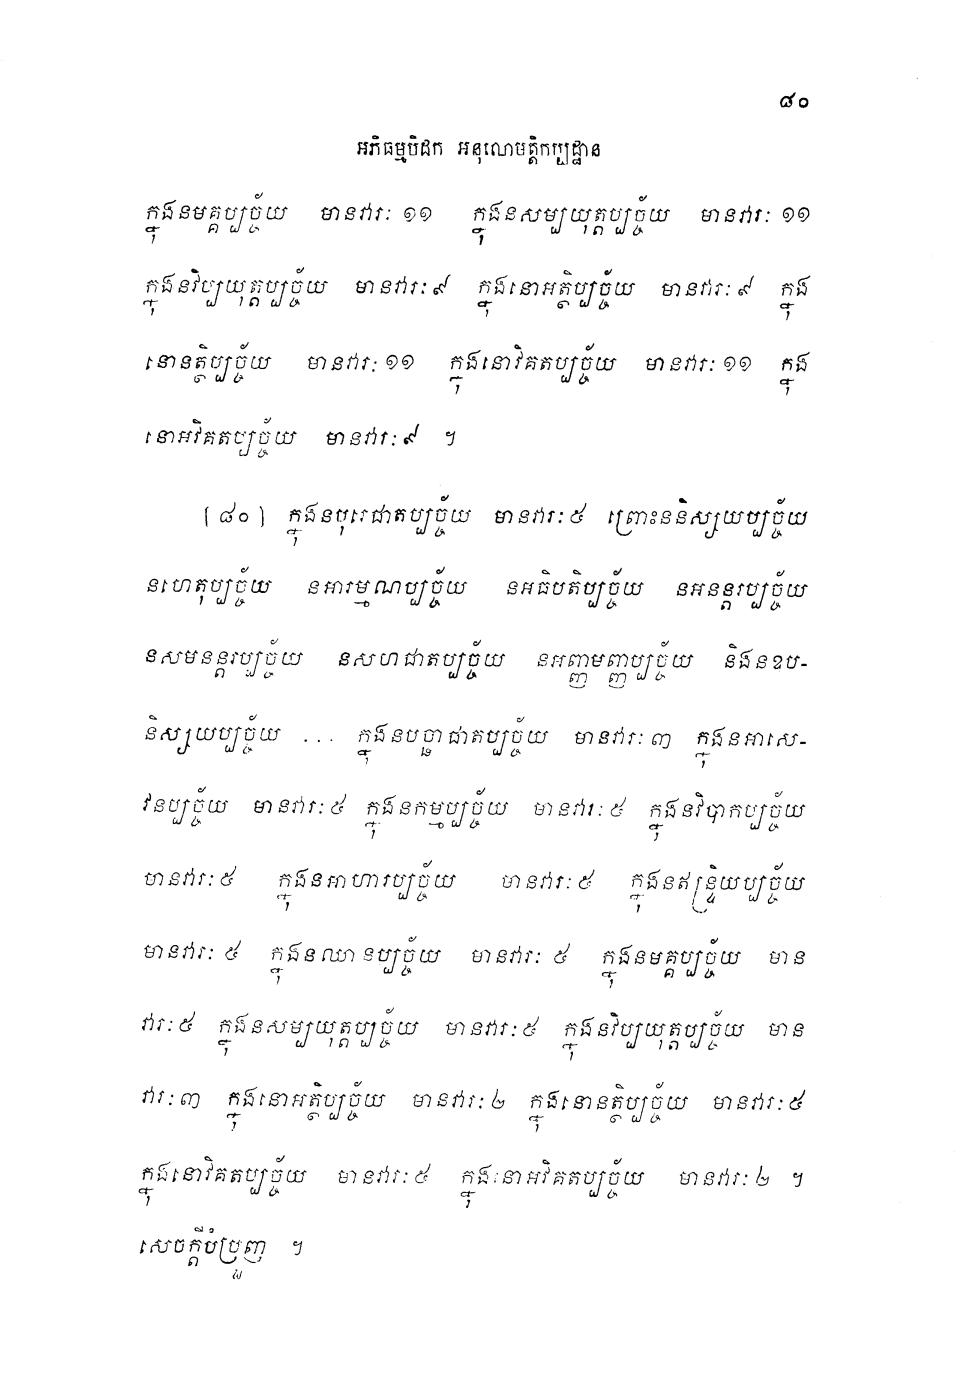 ៨០
អភិធម្មបិដក អនុលោមត្តិកប្បដ្ឋាន
ក្នុងនមគ្គប្បច្ច័យ មានវារៈ ១១ ក្នុងនសម្បយុត្តប្បច្ច័យ មានវារៈ ១១
ក្នុងនវិប្បយុត្តប្បច្ច័យ មានវារៈ ៩ ក្នុងនោអត្ថិប្បច្ច័យ មានវារៈ ៩ ក្នុង
នោនត្ថិប្បច្ច័យ មានវារៈ ១១ ក្នុងនោវិគតប្បច្ច័យ មានវារៈ ១១ ក្នុង
នោអវិគតប្បច្ច័យ មានវារៈ ៩ ។
[៨០] ក្នុងនបុរេជាតប្បច្ច័យ មានវារៈ ៥ ព្រោះននិស្សយប្បច្ច័យ
នហេតុប្បច្ច័យ នអារម្មណប្បច្ច័យ នអធិបតិប្បច្ច័យ នអនន្តរប្បច្ច័យ
នសមនន្តរប្បច្ច័យ នសហជាតប្បច្ច័យ នអញ្ញមញ្ញប្បច្ច័យ និងនឧប-
និស្សយប្បច្ច័យ ... ក្នុងនបច្ឆាជាតប្បច្ច័យ មានវារៈ ៣ ក្នុងនអាសេ-
វនប្បច្ច័យ មានវារៈ ៥ ក្នុងនកម្មប្បច្ច័យ មានវារៈ ៥ ក្នុងនវិបាកប្បច្ច័យ
មានវារៈ ៥ ក្នុងនអាហារប្បច្ច័យ មានវារៈ ៥ ក្នុងនឥន្ទ្រិយប្បច្ច័យ
មានវារៈ ៥ ក្នុងនឈានប្បច្ច័យ មានវារៈ ៥ ក្នុងនមគ្គប្បច្ច័យ មាន
វារៈ ៥ ក្នុងនសម្បយុត្តប្បច្ច័យ មានវារៈ ៥ ក្នុងនវិប្បយុត្តប្បច្ច័យ មាន
វារៈ ៣ ក្នុងនោអត្ថិប្បច្ច័យ មានវារៈ ២ ក្នុងនោនត្ថិប្បច្ច័យ មានវារៈ ៥
ក្នុងនោវិគតប្បច្ច័យ មានវារៈ ៥ ក្នុងនោអវិគតប្បច្ច័យ មានវារៈ ២ ។
សេចក្តីបំប្រួញ ។